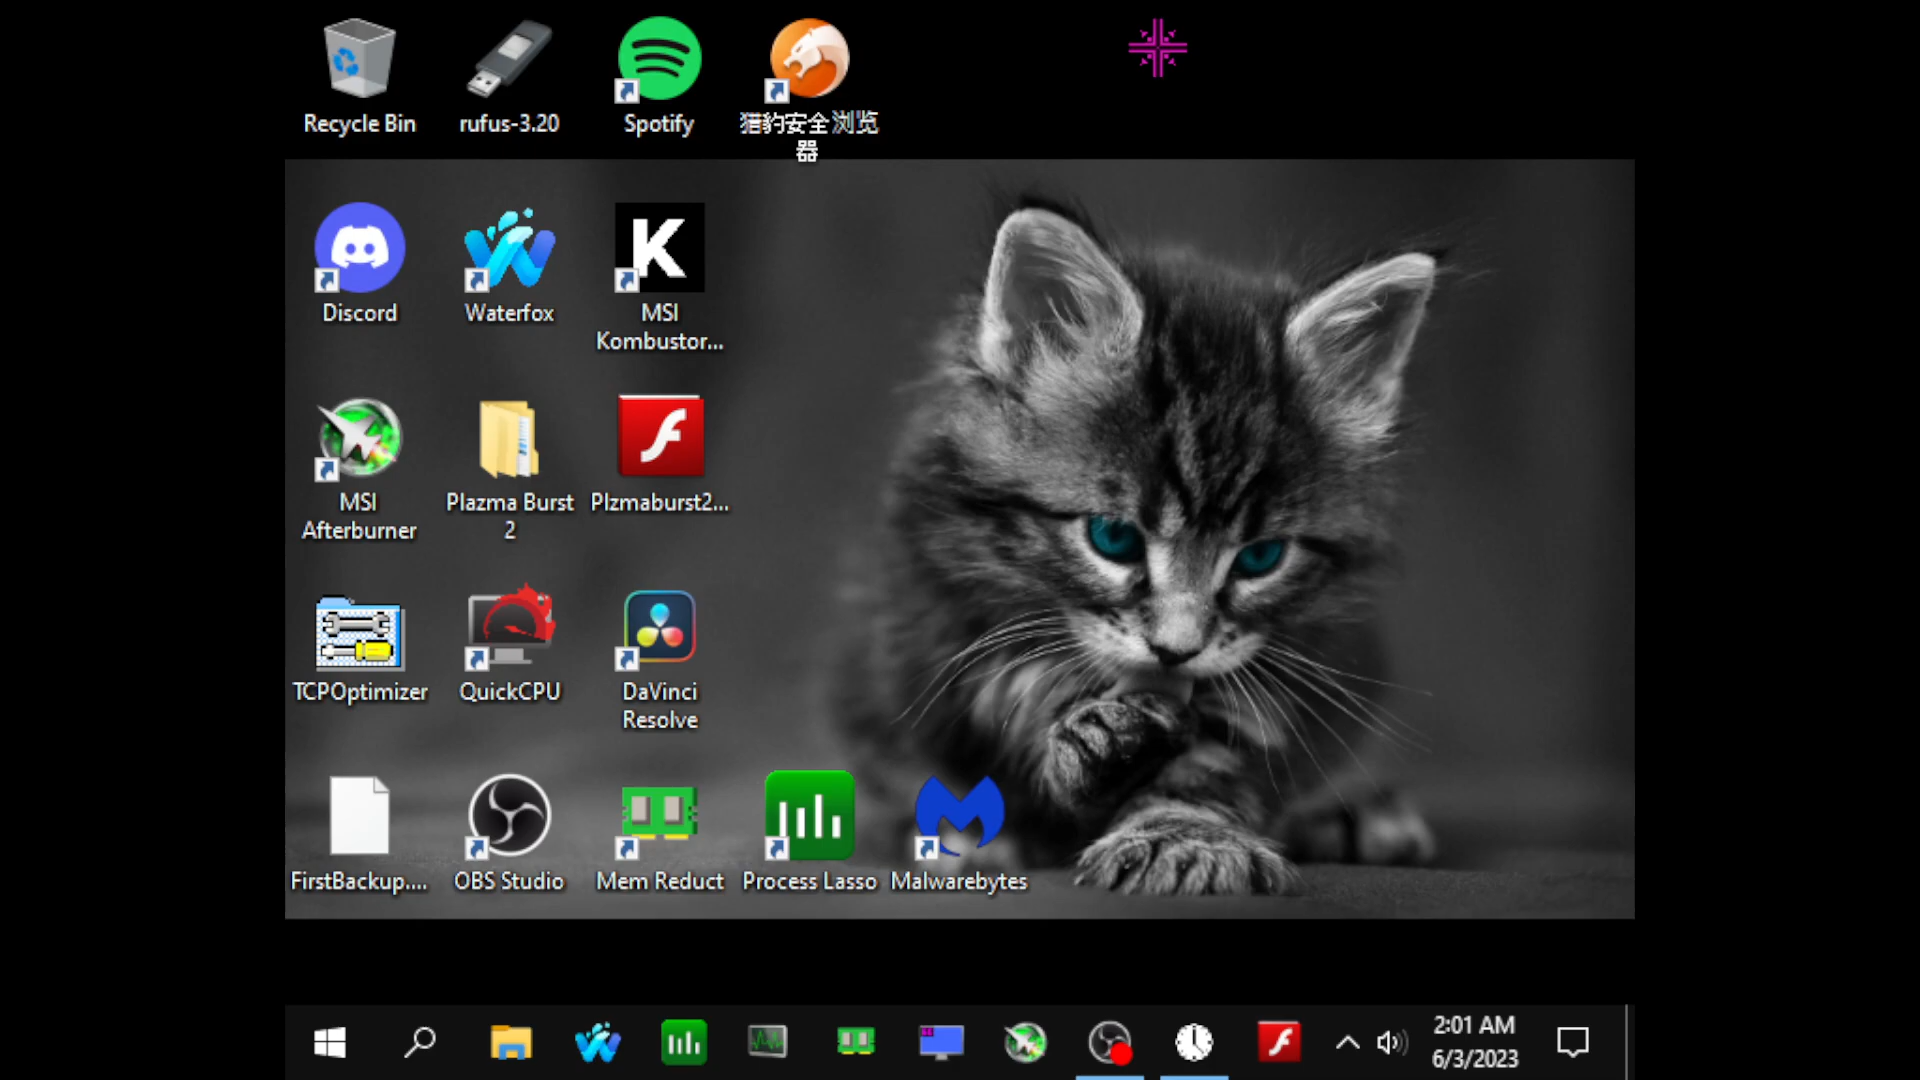 Recycle Bin
rufus-3.20
Spotify
猎豹安全浏览
器
Discord
Waterfox
K
MSI
Kombustor...
MSI
Afterburner
Plazma Burst
2
Plzmaburst2...
TCPOptimizer
QuickCPU
DaVinci
Resolve
FirstBackup....
OBS Studio
Mem Reduct
Process Lasso
Malwarebytes
2:01 AM
6/3/2023